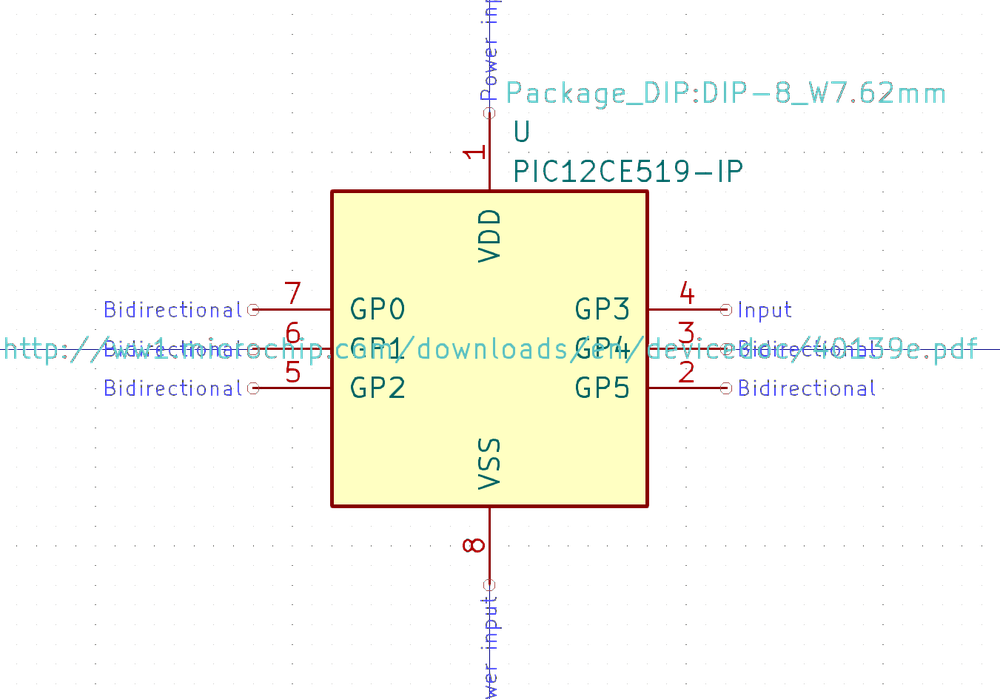 Power inp
Package_DIP:DIP-8_W7.62mm
U
1
PIC12CE519-IP
VDD
Bidirectional 7 GP0 GP3 4 Input
Bidirectional 6 GP1 GP4 3 Bidirectional
http://ww1.microchip.com/downloads/en/devicedoc/40139e.pdf
Bidirectional 5 GP2 GP5 2 Bidirectional
VSS
8
wer input